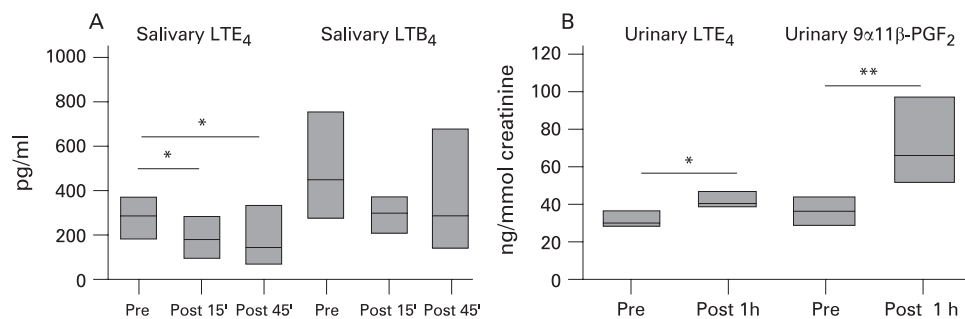 A
Salivary LTE4 Salivary LTB4
1000
800
600
400
200
0
pg/ml
*
*
Pre Post 15' Post 45' Pre Post 15' Post 45'
B
Urinary LTE4 Urinary 9α11β-PGF2
120
100
80
60
40
20
0
ng/mmol creatinine
**
*
Pre Post 1h Pre Post 1 h